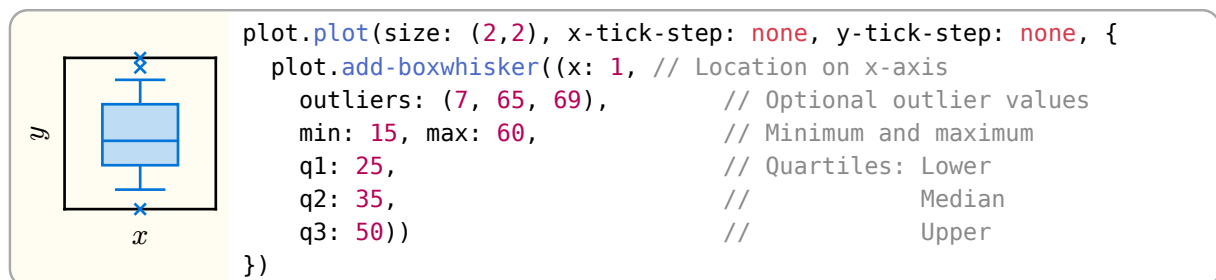 plot.plot(size: (2,2), x-tick-step: none, y-tick-step: none, {
plot.add-boxwhisker((x: 1, // Location on x-axis
outliers: (7, 65, 69), // Optional outlier values
min: 15, max: 60, // Minimum and maximum
q1: 25, // Quartiles: Lower
q2: 35, // Median
q3: 50)) // Upper
})
y
x